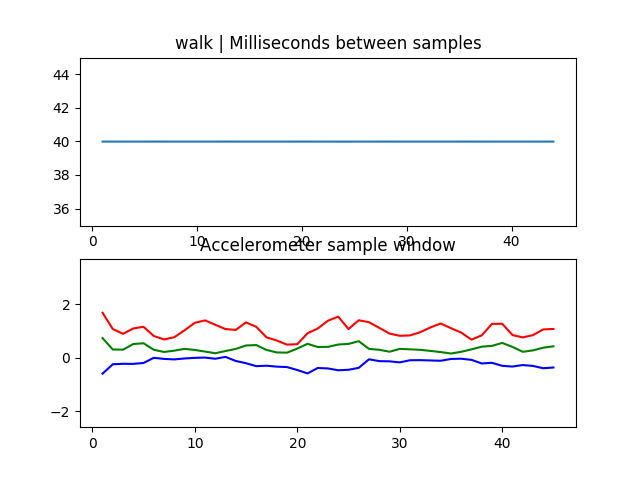 walk | Milliseconds between samples
44
42
40
38
36
0 10 20 30 40
Accelerometer sample window
2
0
−2
0 10 20 30 40